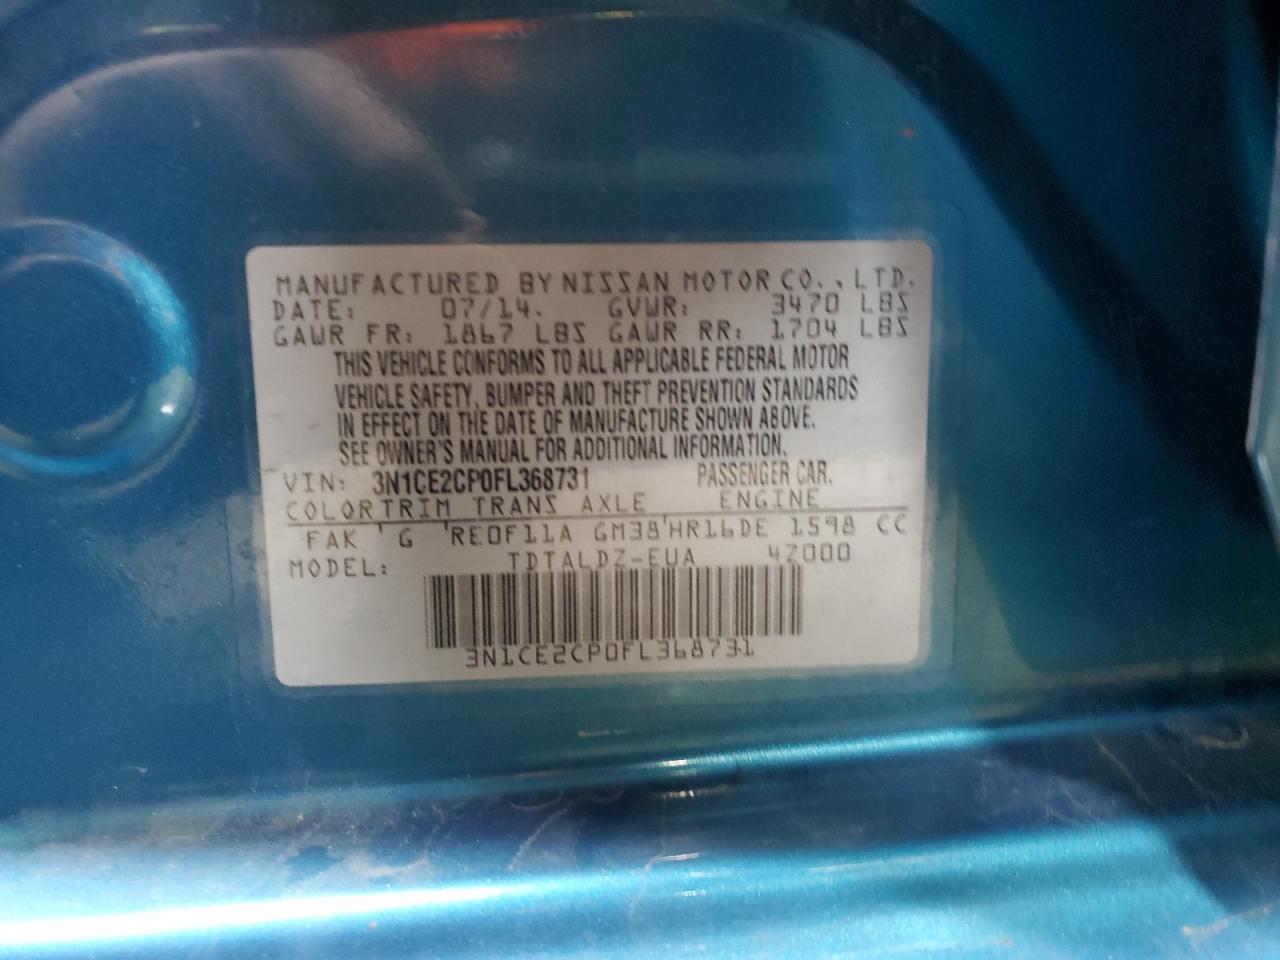 MANUFACTURED BY NISSAN MOTOR CO., LTD.
DATE: 07/14. GVWR: 3470 LBS
GAWR FR: 1867 LBS GAWR RR: 1704 LBS
THIS VEHICLE CONFORMS TO ALL APPLICABLE FEDERAL MOTOR
VEHICLE SAFETY, BUMPER AND THEFT PREVENTION STANDARDS
IN EFFECT ON THE DATE OF MANUFACTURE SHOWN ABOVE.
SEE OWNER'S MANUAL FOR ADDITIONAL INFORMATION.
VIN: 3N1CE2CP0FL368731 PASSENGER CAR.
COLOR TRIM TRANS AXLE ENGINE
FAK ' G 'RE0F11A GM38'HR16DE 1598 CC
MODEL: TDTALDZ-EUA 4Z000
3N1CE2CP0FL368731